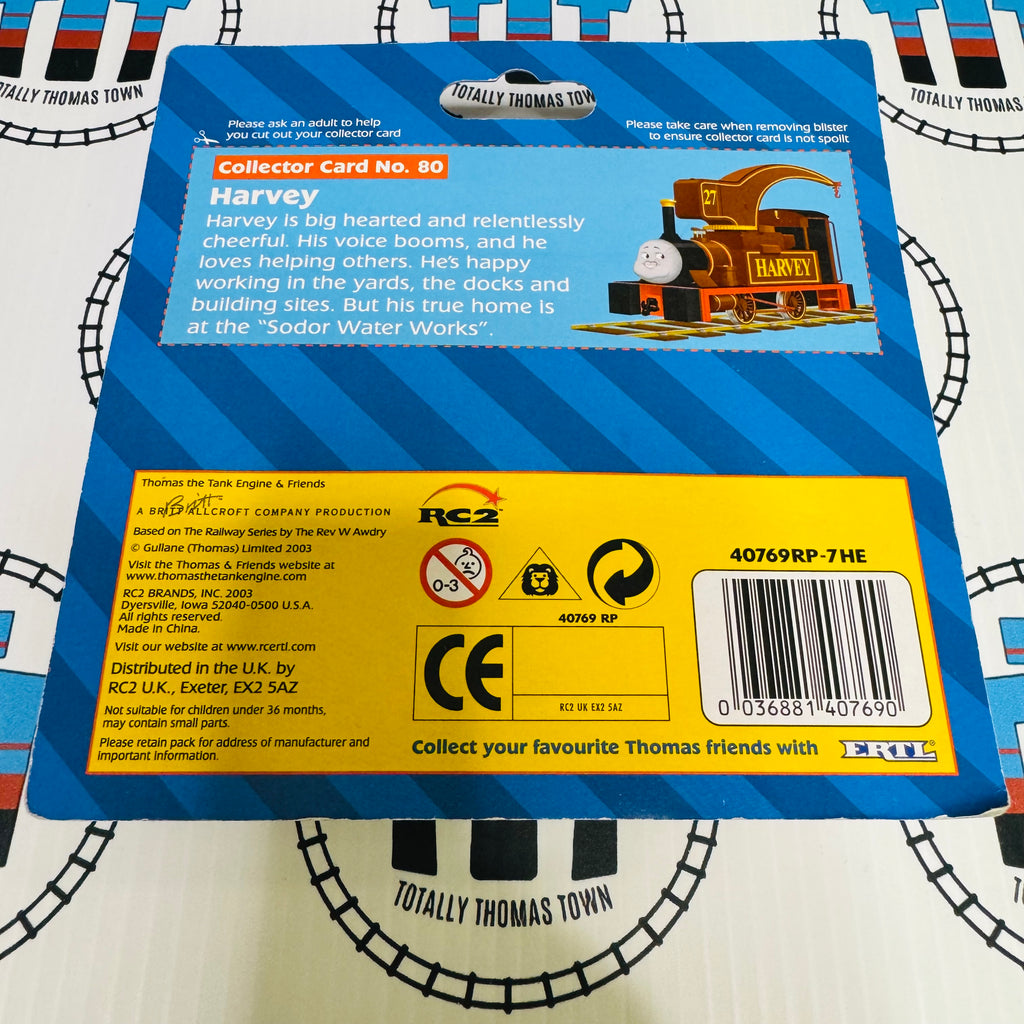 TOTALLY THOMAS TOWN
TOTALLY THOMAS TOW
TOTALLY THOMAS
Please ask an adult to help
you cut out your collector card
Please take care when removing blister
to ensure collector card is not spoilt
Collector Card No. 80
Harvey
Harvey is big hearted and relentlessly
cheerful. His voice booms, and he
loves helping others. He's happy
working in the yards, the docks and
building sites. But his true home is
at the "Sodor Water Works".
27
HARVEY
Thomas the Tank Engine & Friends
Britt
A BRITT ALLCROFT COMPANY PRODUCTION
Based on The Railway Series by The Rev W Awdry
© Gullane (Thomas) Limited 2003
Visit the Thomas & Friends website at
www.thomasthetankengine.com
RC2 BRANDS, INC. 2003
Dyersville, Iowa 52040-0500 U.S.A.
All rights reserved.
Made in China.
Visit our website at www.rcertl.com
Distributed in the U.K. by
RC2 U.K., Exeter, EX2 5AZ
Not suitable for children under 36 months,
may contain small parts.
Please retain pack for address of manufacturer and
important information.
RC2™
0-3
40769 RP
CE
RC2 UK EX2 5AZ
40769RP-7HE
0 036881 407690
Collect your favourite Thomas friends with
ERTL®
TOTALLY THOMAS TOWN